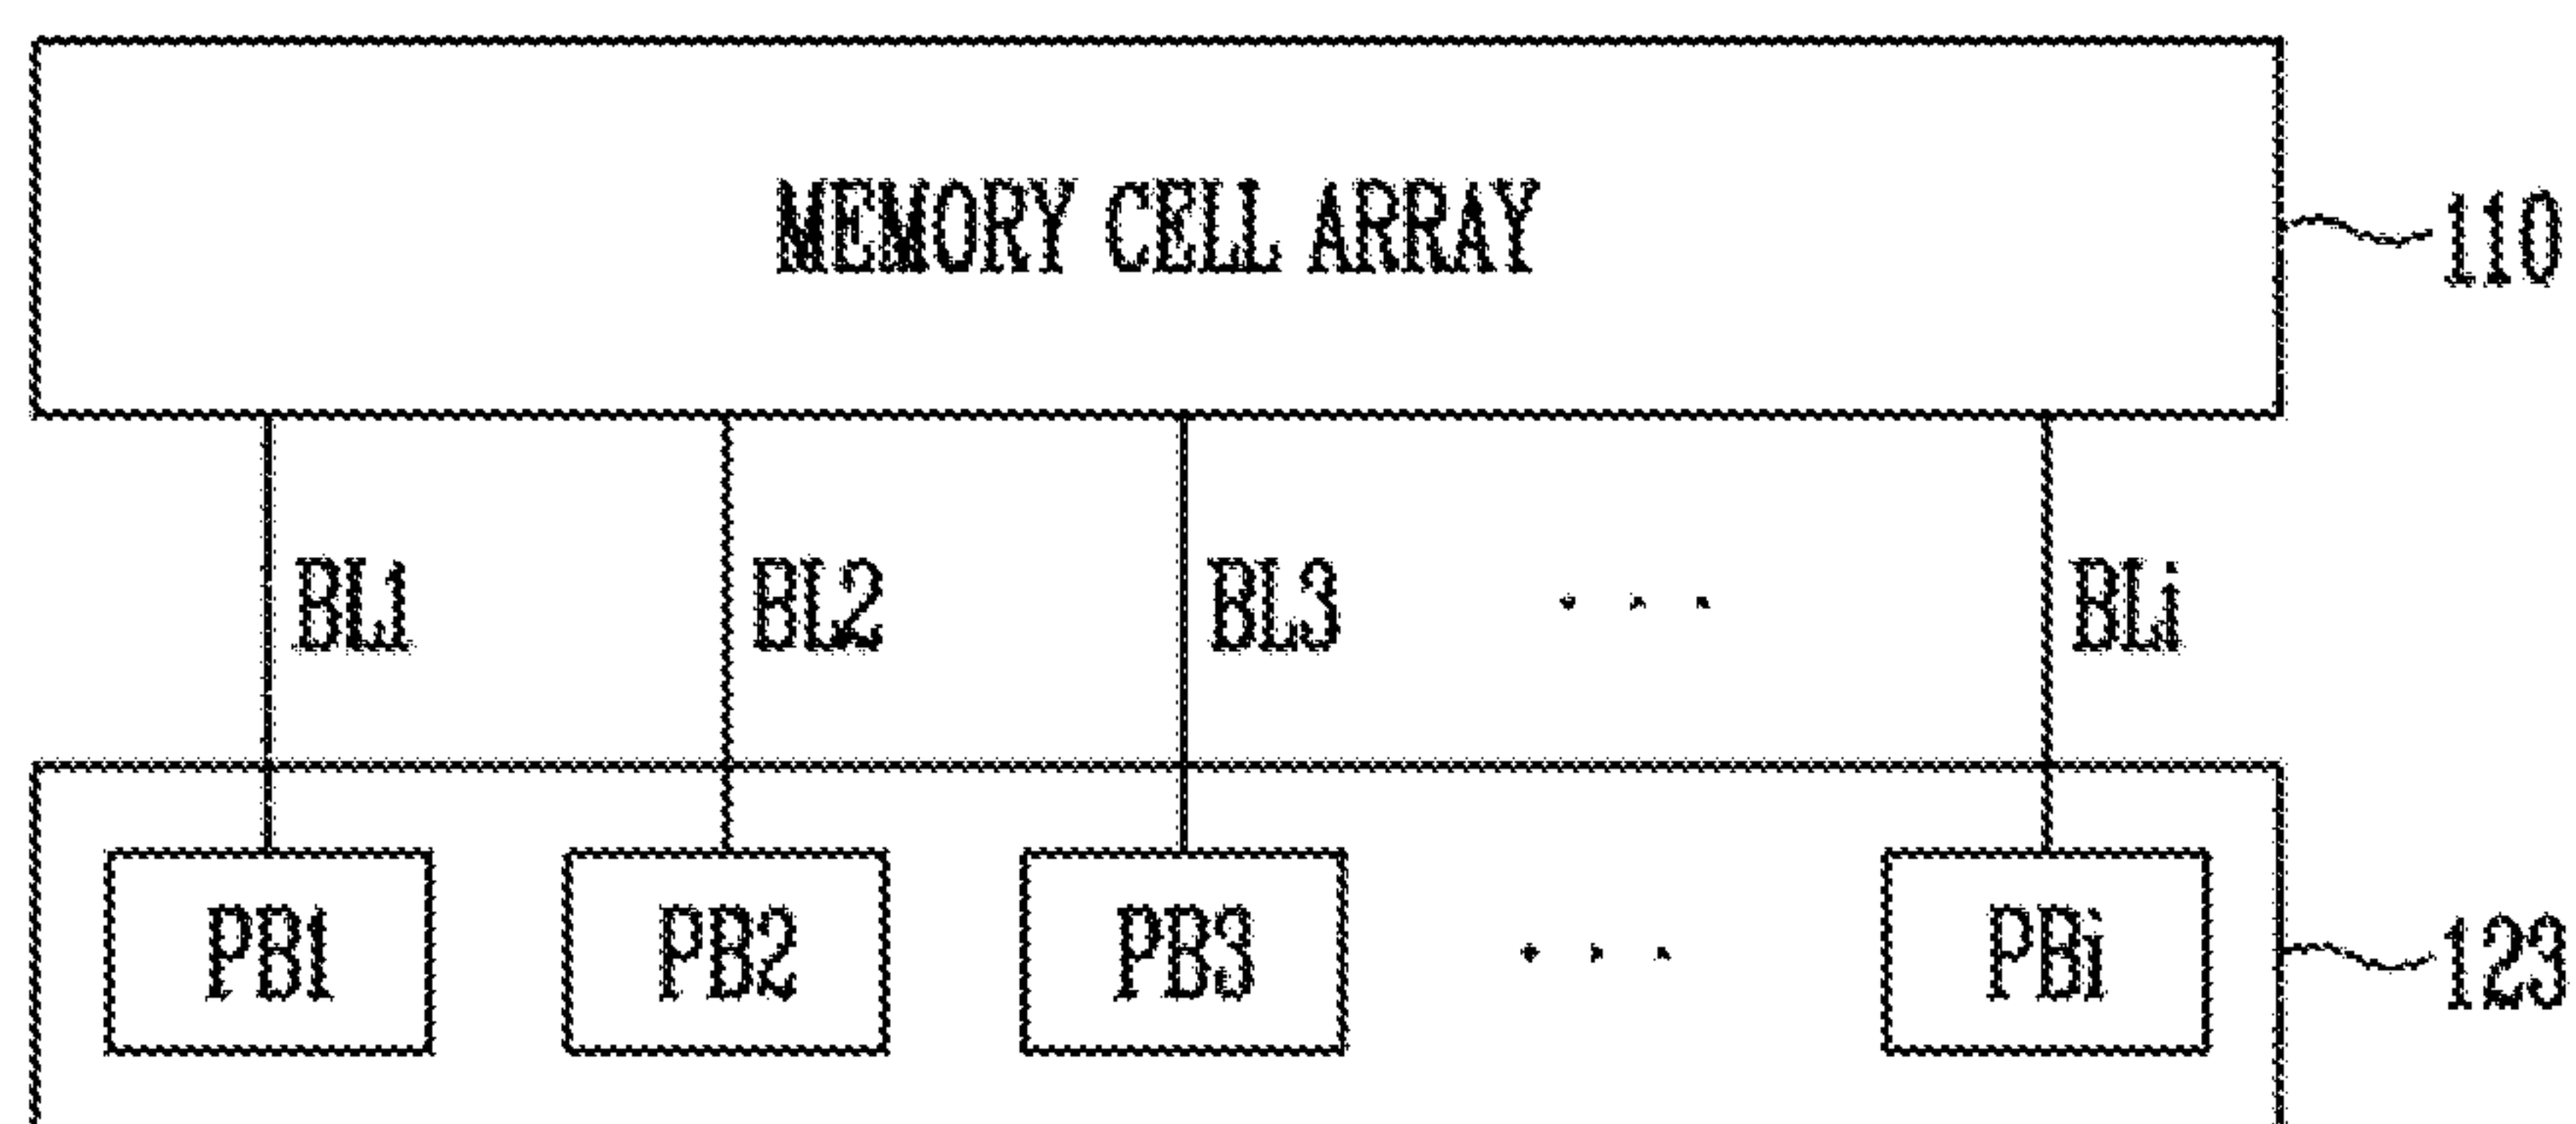 MEMORY CELL ARRAY
110
BL1 BL2 BL3 . . . BLi
PB1 PB2 PB3 . . . PBi
123